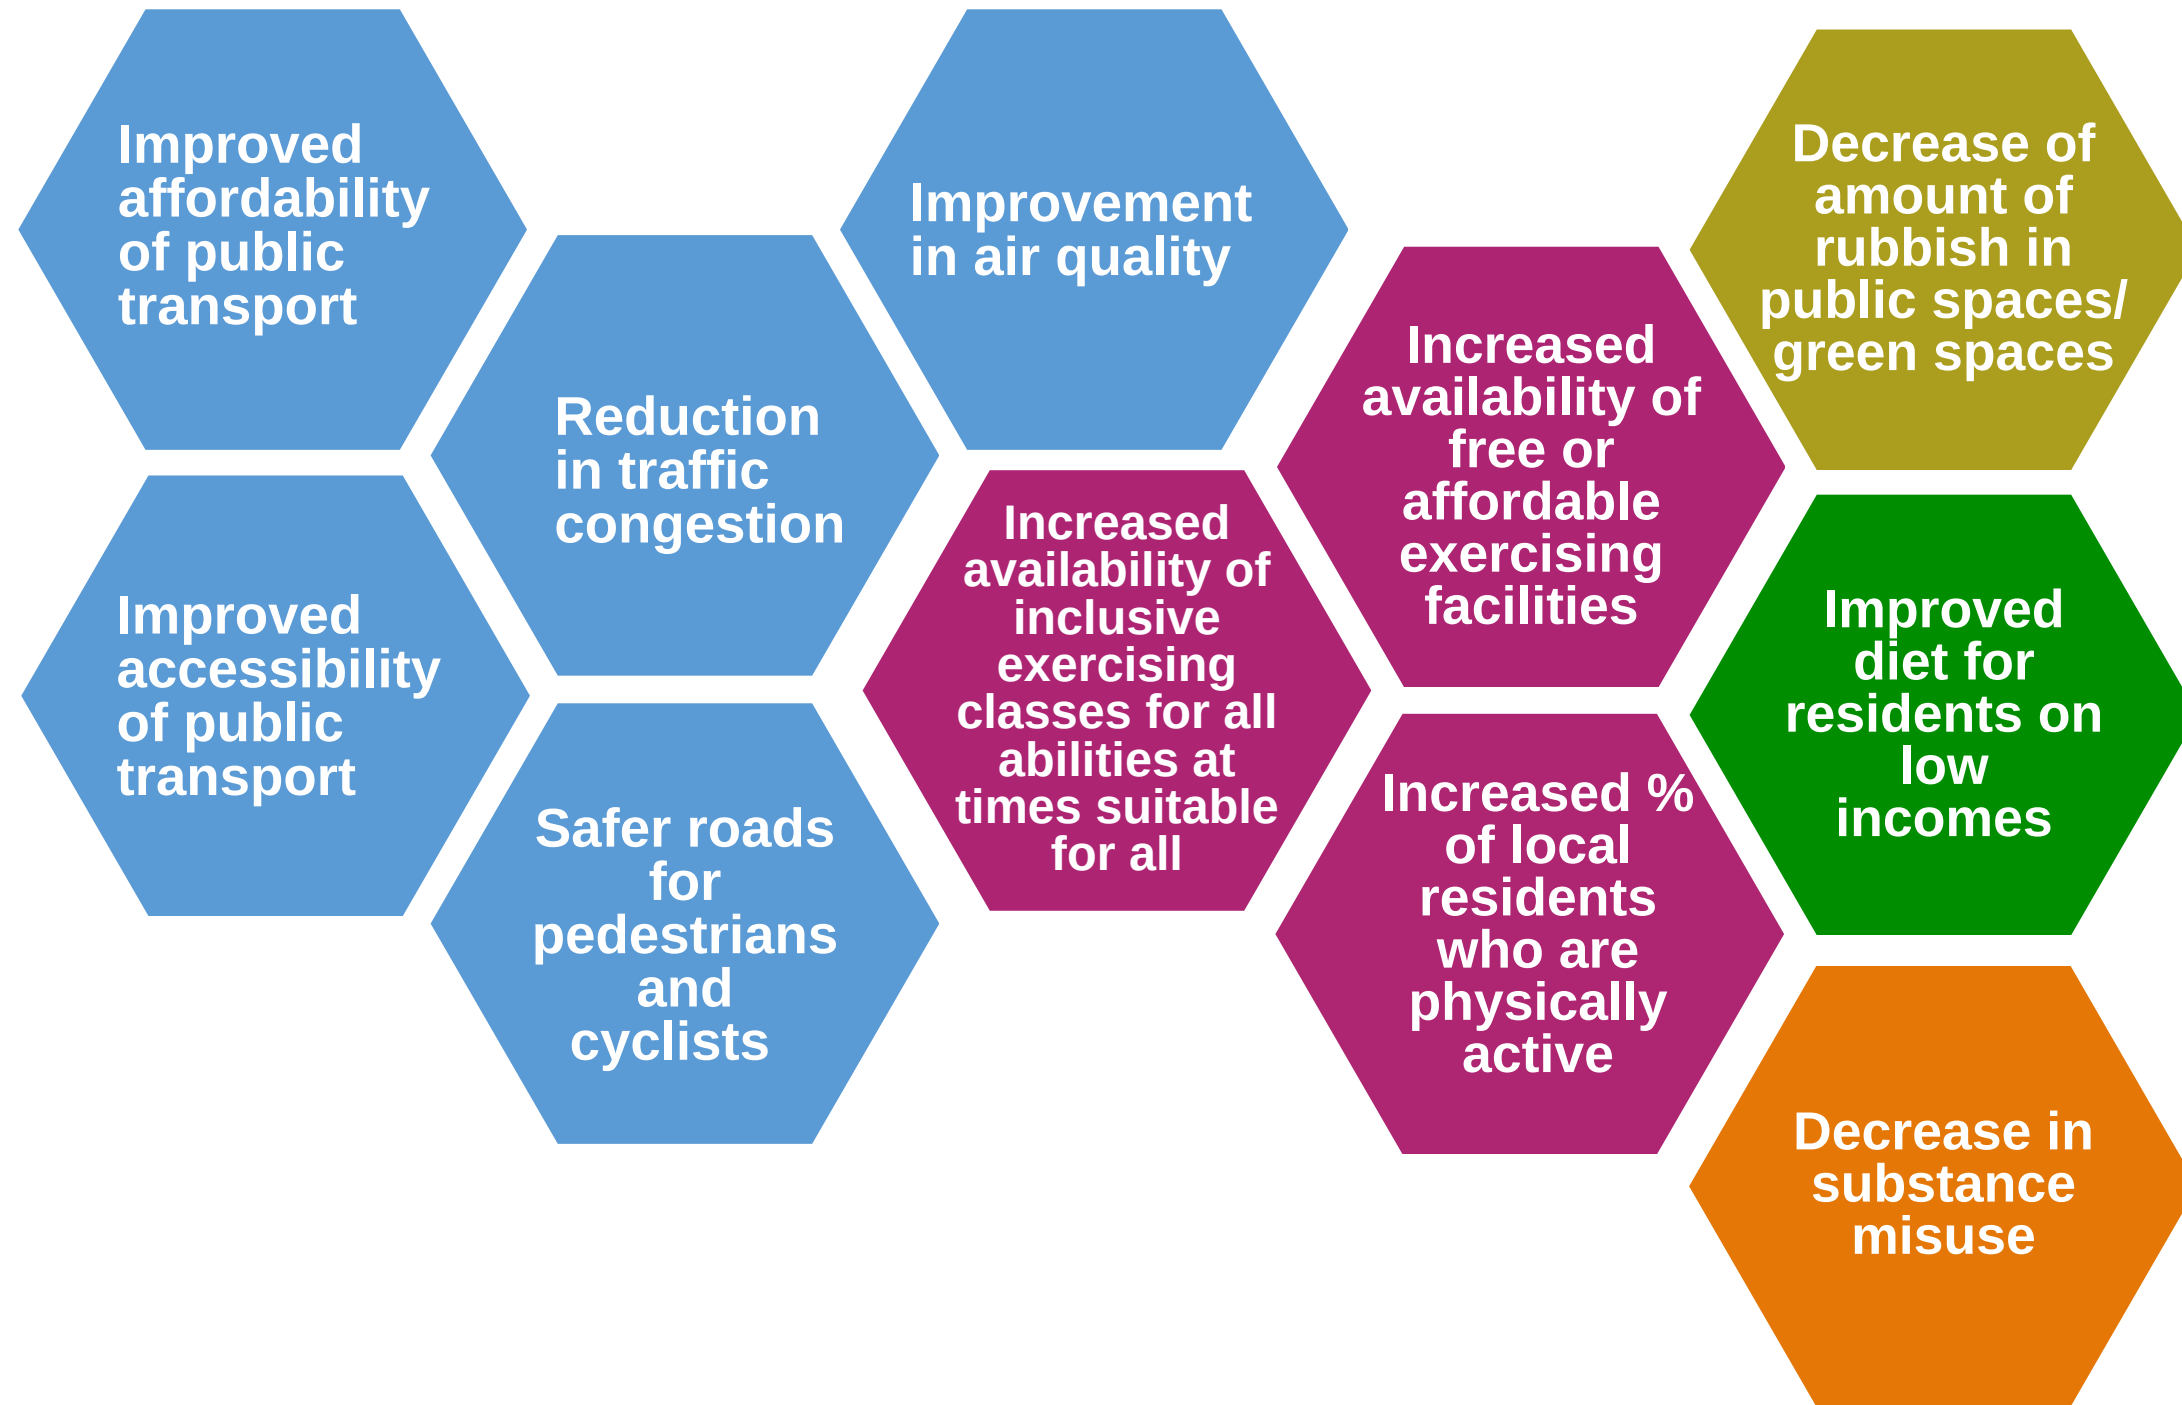 Improved
affordability
of public
transport
Improved
accessibility
of public
transport
Reduction
in traffic
congestion
Safer roads
for
pedestrians
and
cyclists
Improvement
in air quality
Increased
availability of
inclusive
exercising
classes for all
abilities at
times suitable
for all
Increased
availability of
free or
affordable
exercising
facilities
Increased %
of local
residents
who are
physically
active
Decrease of
amount of
rubbish in
public spaces/
green spaces
Improved
diet for
residents on
low
incomes
Decrease in
substance
misuse